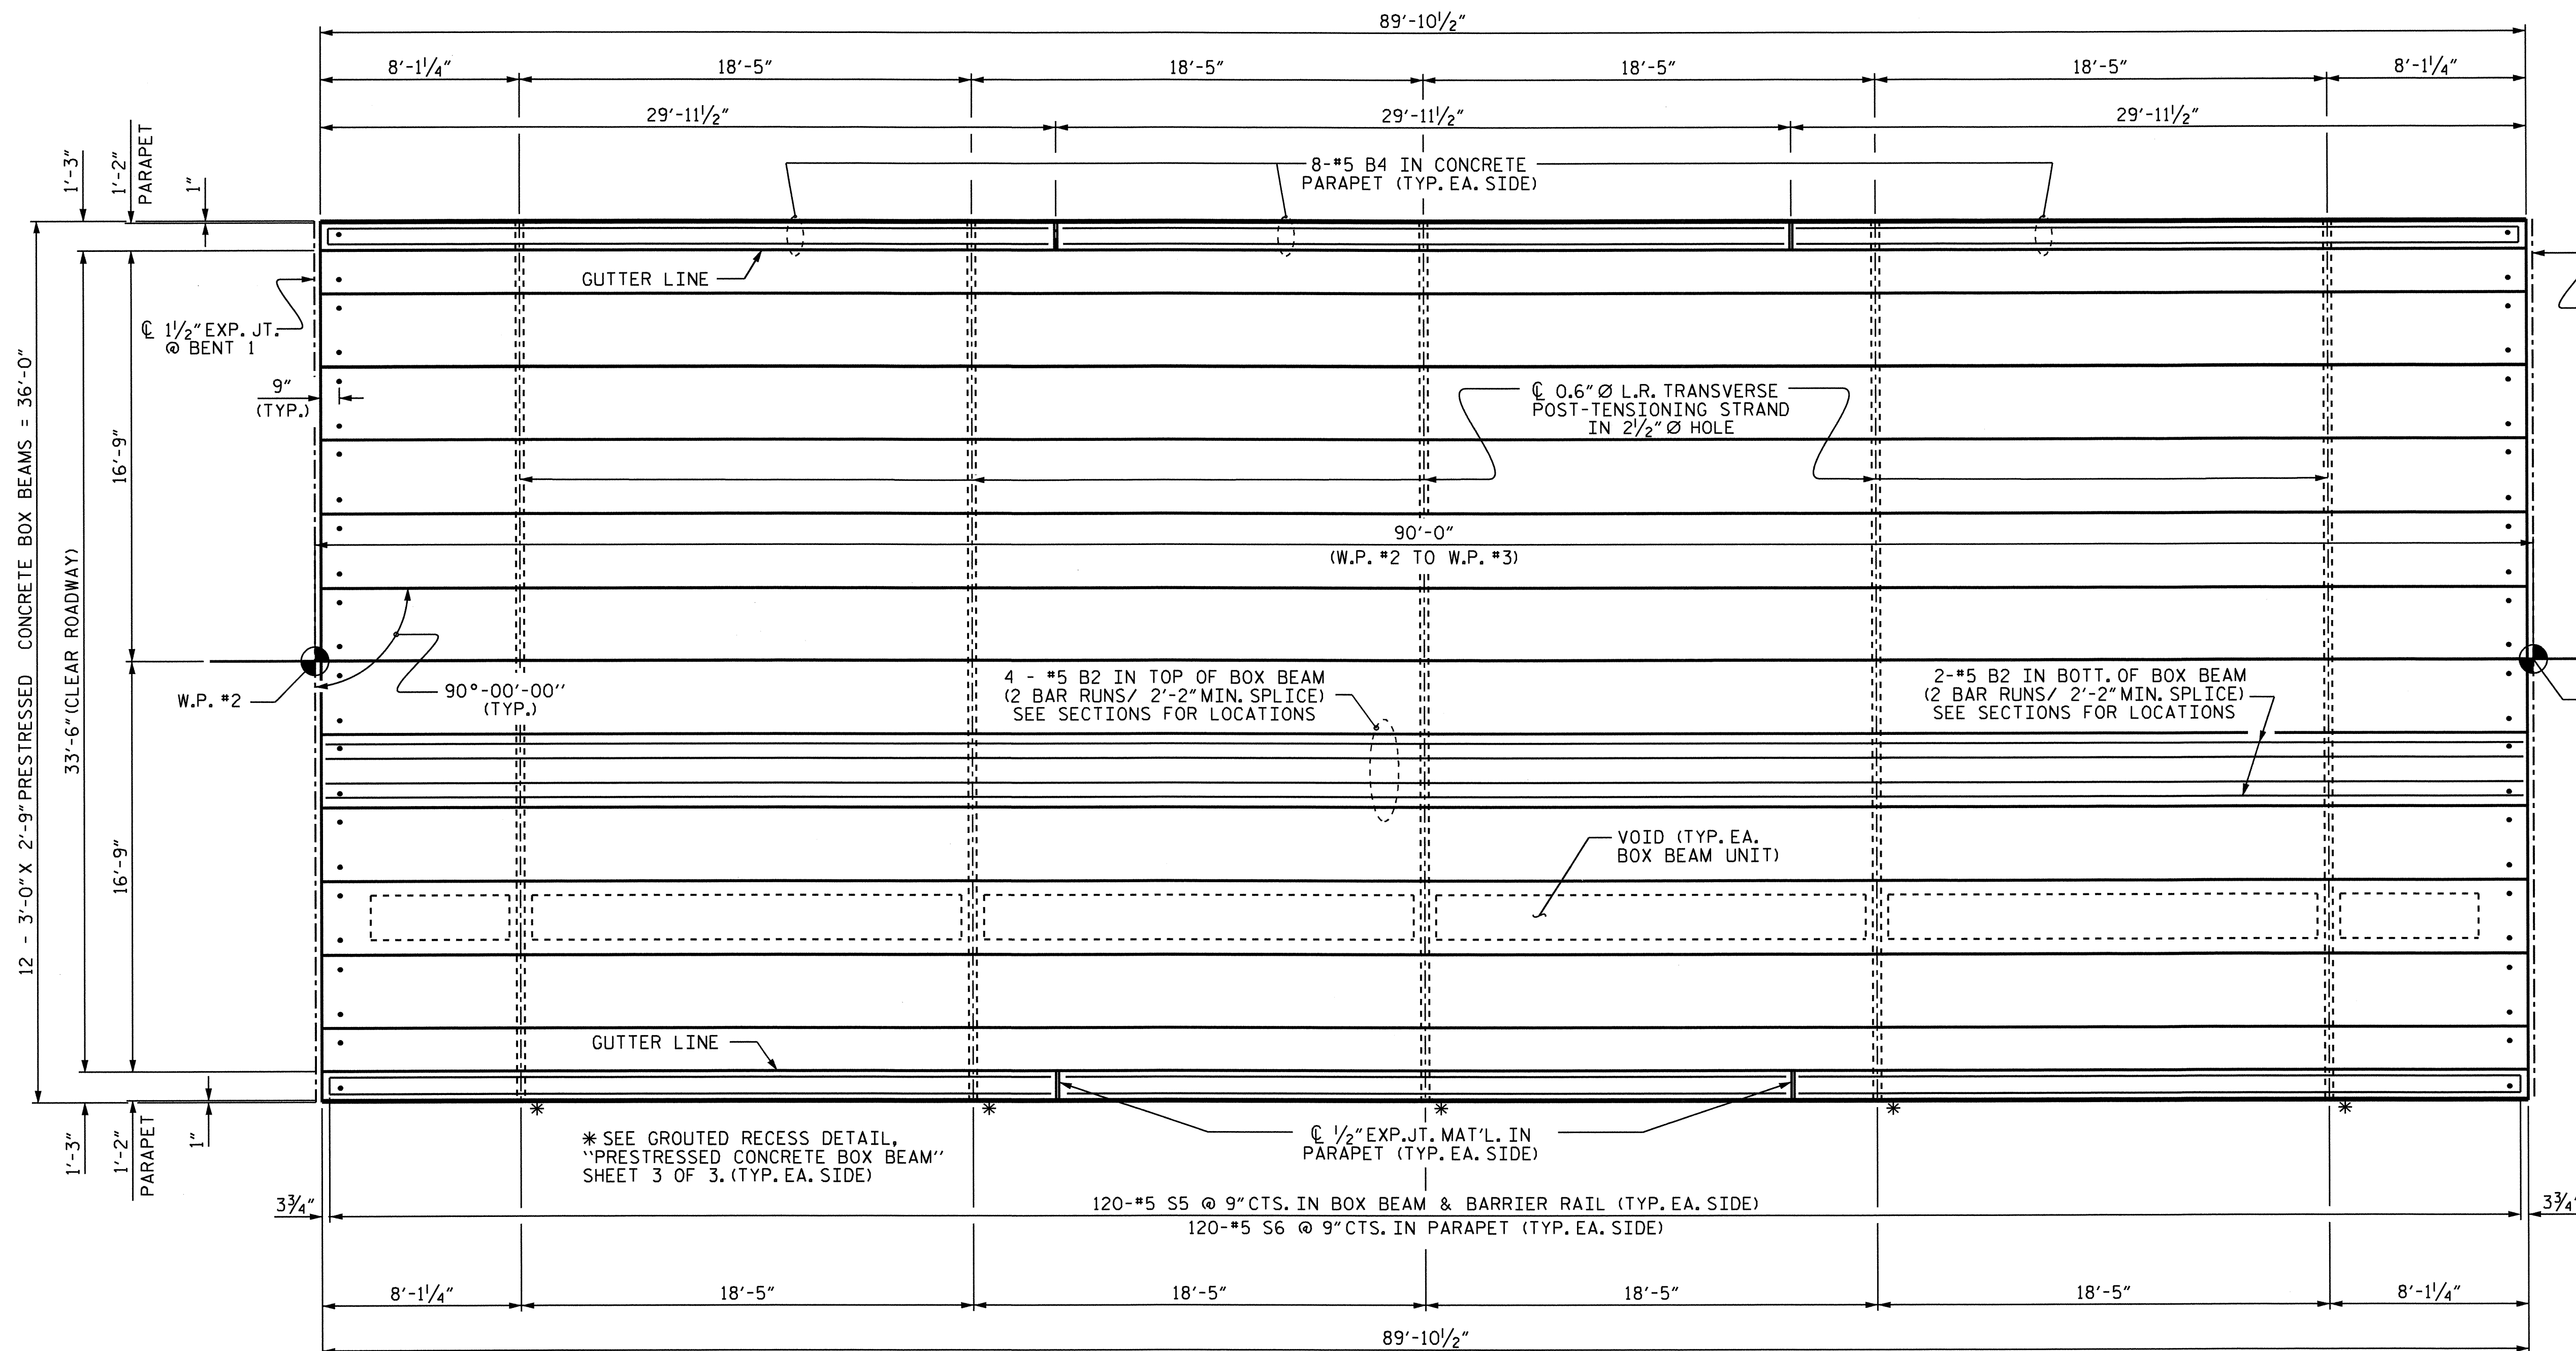 89'-10½"
8'-1¼"
18'-5"
18'-5"
18'-5"
18'-5"
8'-1¼"
29'-11½"
29'-11½"
29'-11½"
1'-3"
1'-2"
PARAPET
1"
8-#5 B4 IN CONCRETE
PARAPET (TYP. EA. SIDE)
GUTTER LINE
℄ 1½" EXP. JT.
@ BENT 1
9"
(TYP.)
℄ 0.6" Ø L.R. TRANSVERSE
POST-TENSIONING STRAND
IN 2½" Ø HOLE
12 - 3'-0" X 2'-9" PRESTRESSED CONCRETE BOX BEAMS = 36'-0"
33'-6" (CLEAR ROADWAY)
16'-9"
90'-0"
(W.P. #2 TO W.P. #3)
W.P. #2
90°-00'-00''
(TYP.)
4 - #5 B2 IN TOP OF BOX BEAM
(2 BAR RUNS/ 2'-2" MIN. SPLICE)
SEE SECTIONS FOR LOCATIONS
2-#5 B2 IN BOTT. OF BOX BEAM
(2 BAR RUNS/ 2'-2" MIN. SPLICE)
SEE SECTIONS FOR LOCATIONS
16'-9"
VOID (TYP. EA.
BOX BEAM UNIT)
GUTTER LINE
1'-3"
1'-2"
PARAPET
1"
* * * * *
* SEE GROUTED RECESS DETAIL,
``PRESTRESSED CONCRETE BOX BEAM''
SHEET 3 OF 3. (TYP. EA. SIDE)
℄ ½" EXP. JT. MAT'L. IN
PARAPET (TYP. EA. SIDE)
3¾"
120-#5 S5 @ 9" CTS. IN BOX BEAM & BARRIER RAIL (TYP. EA. SIDE)
120-#5 S6 @ 9" CTS. IN PARAPET (TYP. EA. SIDE)
3¾"
8'-1¼"
18'-5"
18'-5"
18'-5"
18'-5"
8'-1¼"
89'-10½"